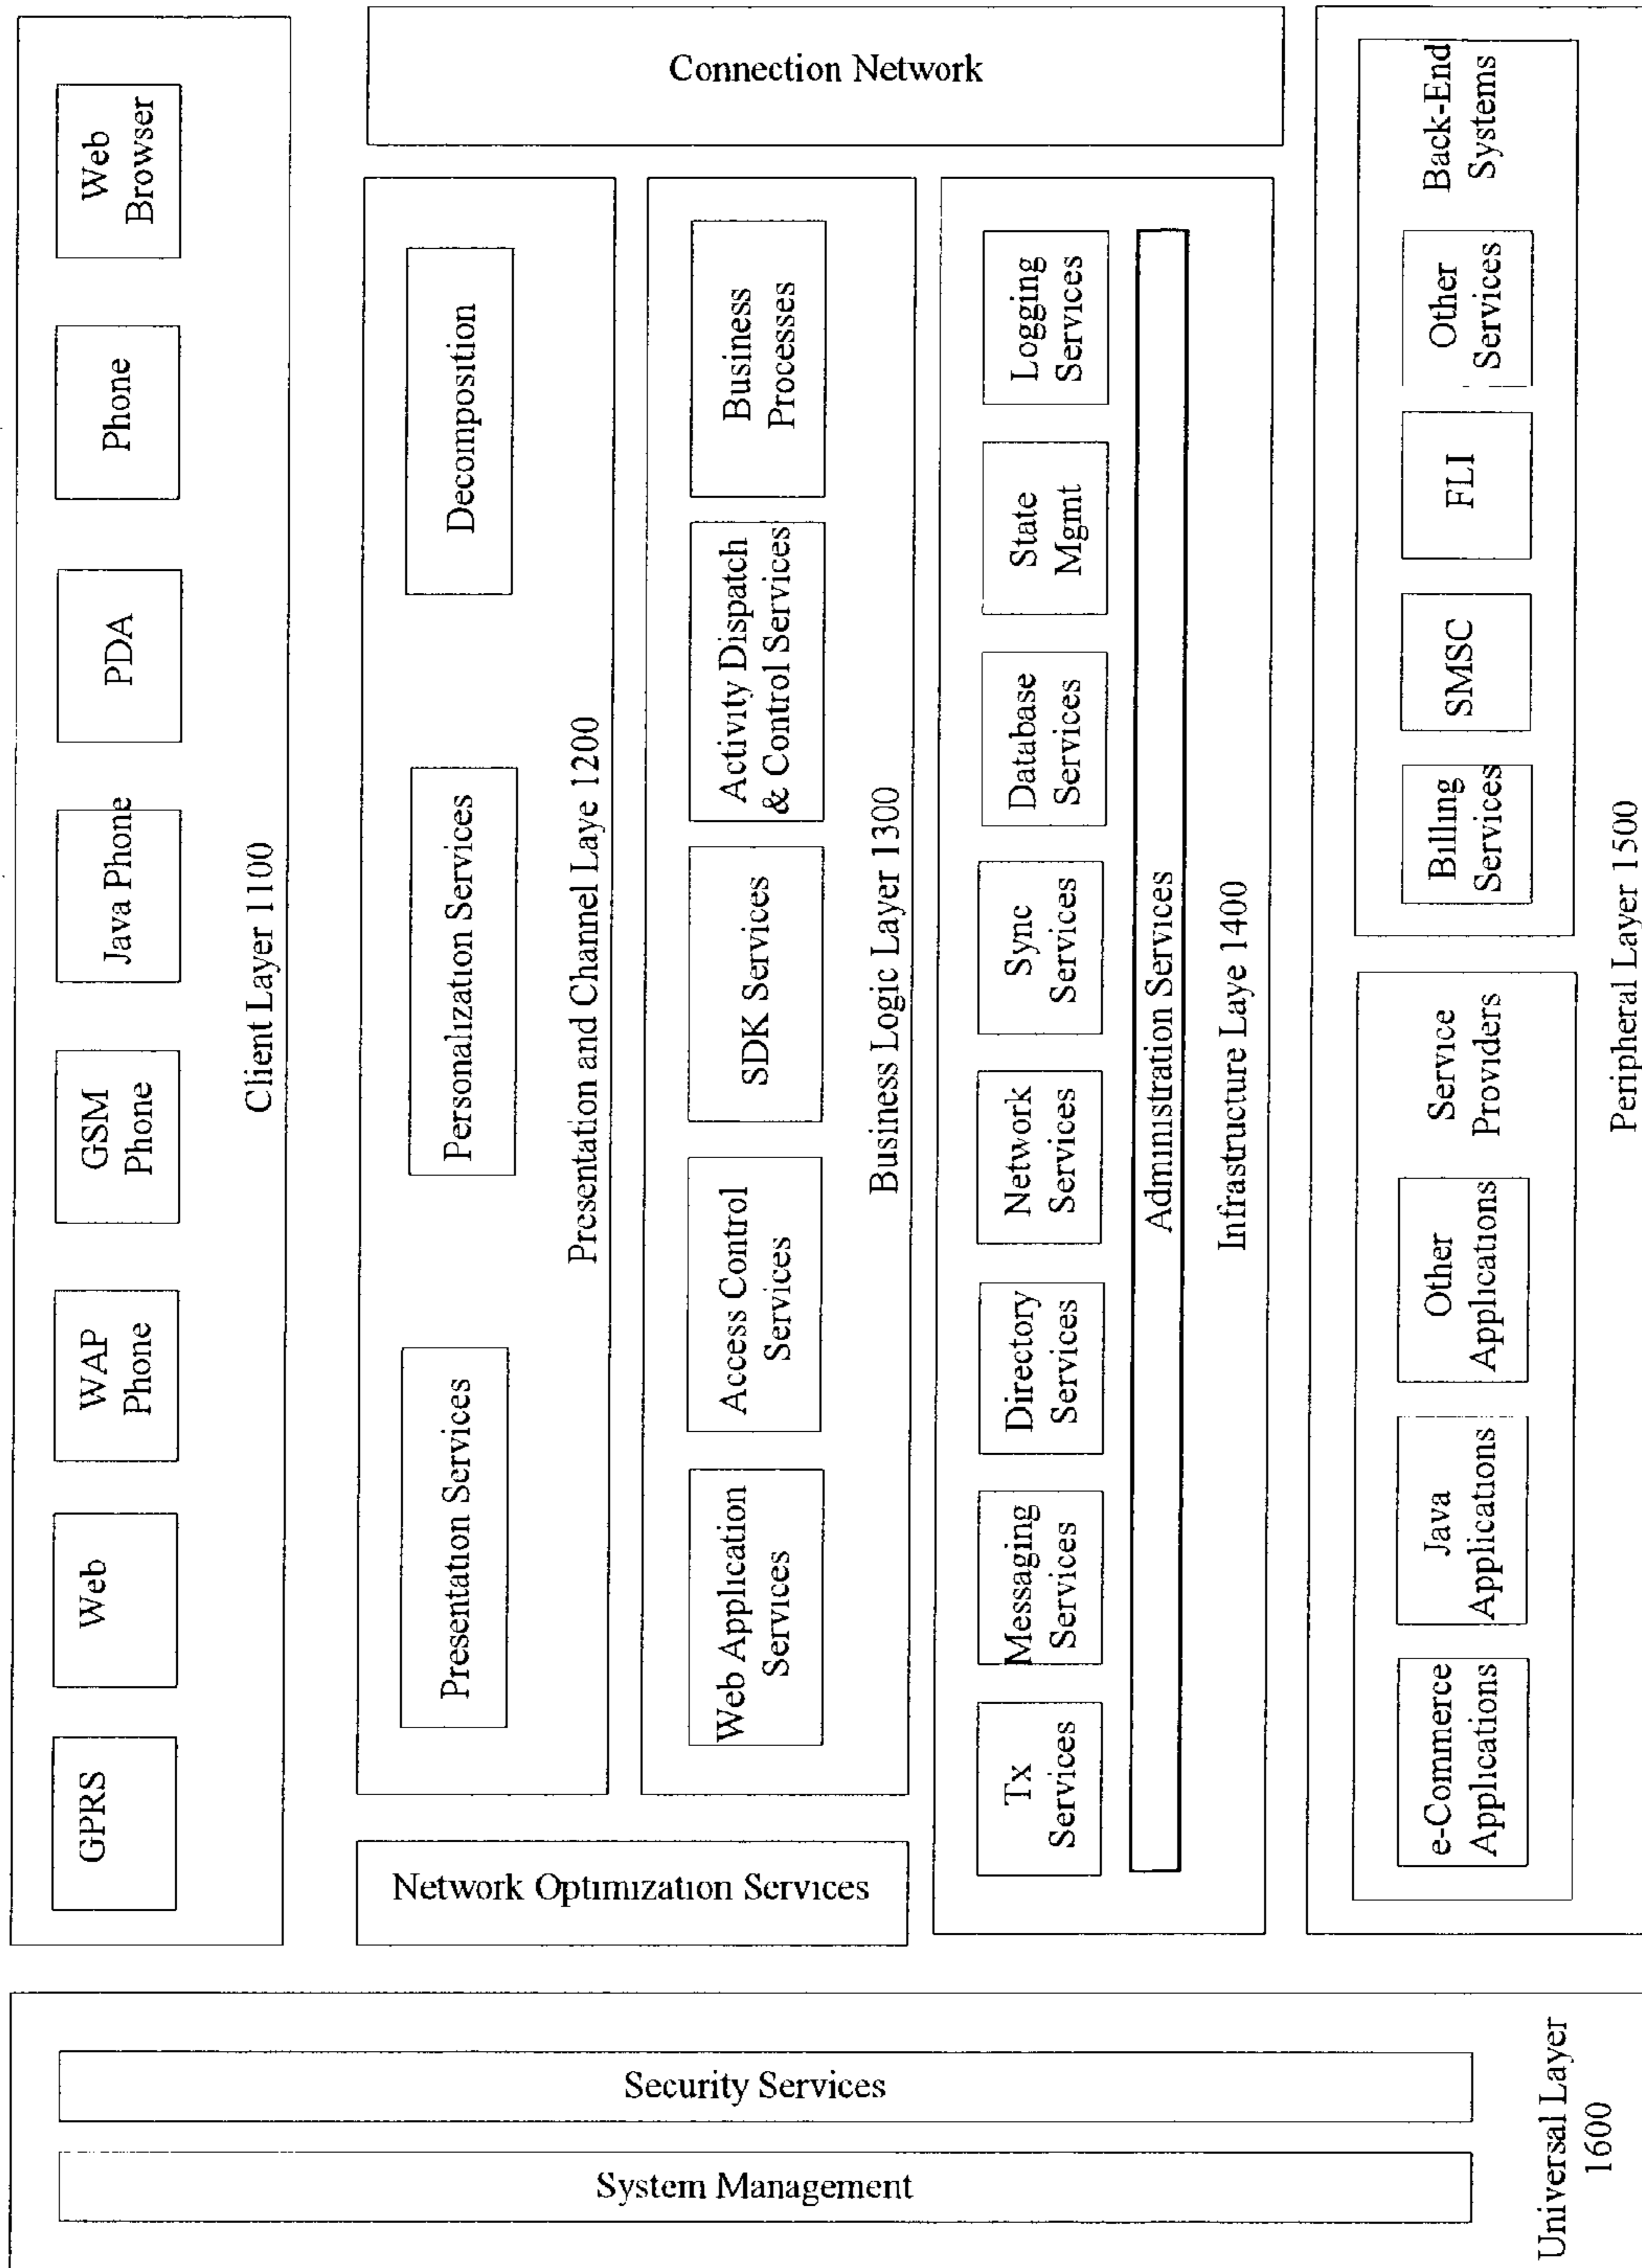 GPRS
Web
WAP
Phone
GSM
Phone
Java Phone
PDA
Phone
Web
Browser
Client Layer 1100
Connection Network
Presentation Services
Personalization Services
Decomposition
Presentation and Channel Laye 1200
Web Application
Services
Access Control
Services
SDK Services
Activity Dispatch
& Control Services
Business
Processes
Business Logic Layer 1300
Network Optimization Services
Tx
Services
Messaging
Services
Directory
Services
Network
Services
Sync
Services
Database
Services
State
Mgmt
Logging
Services
Administration Services
Infrastructure Laye 1400
e-Commerce
Applications
Java
Applications
Other
Applications
Service
Providers
Billing
Services
SMSC
FLI
Other
Services
Back-End
Systems
Peripheral Layer 1500
Security Services
System Management
Universal Layer
1600